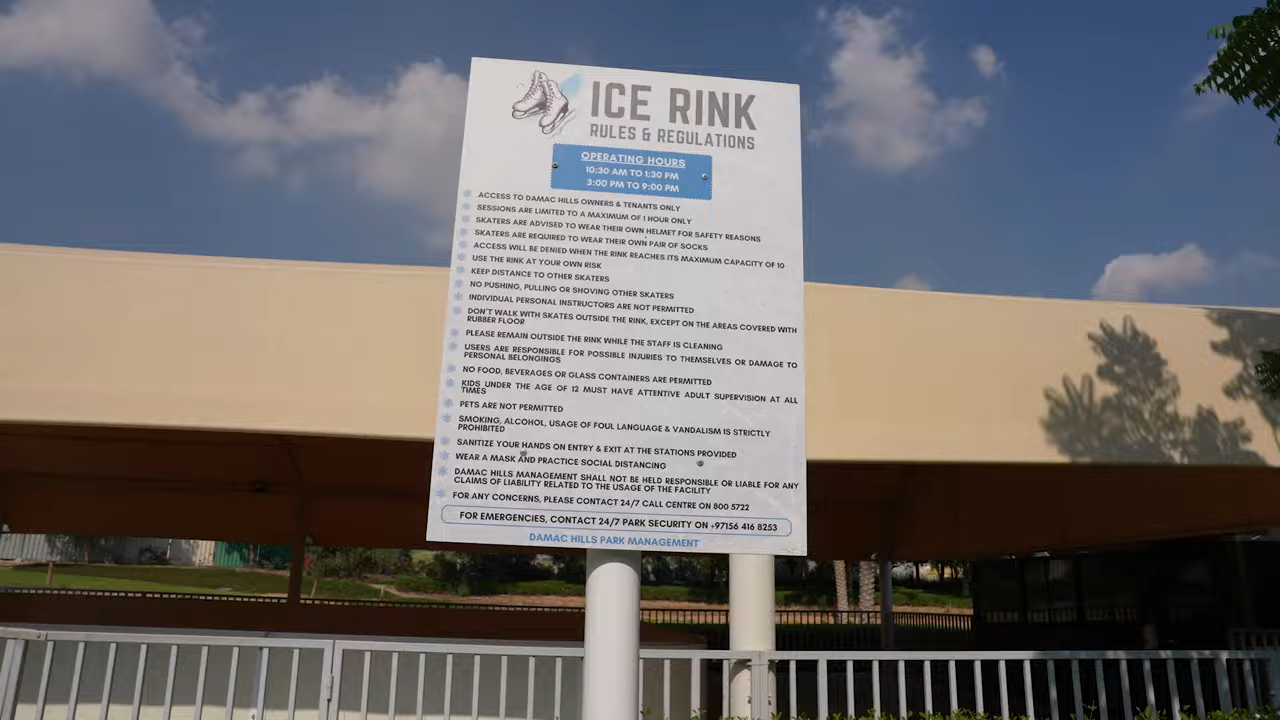 ICE RINK
RULES & REGULATIONS
OPERATING HOURS
10:30 AM TO 1:30 PM
3:00 PM TO 9:00 PM
ACCESS TO DAMAC HILLS OWNERS & TENANTS ONLY
SESSIONS ARE LIMITED TO A MAXIMUM OF 1 HOUR ONLY
SKATERS ARE ADVISED TO WEAR THEIR OWN HELMET FOR SAFETY REASONS
SKATERS ARE REQUIRED TO WEAR THEIR OWN PAIR OF SOCKS
ACCESS WILL BE DENIED WHEN THE RINK REACHES ITS MAXIMUM CAPACITY OF 10
USE THE RINK AT YOUR OWN RISK
KEEP DISTANCE TO OTHER SKATERS
NO PUSHING, PULLING OR SHOVING OTHER SKATERS
INDIVIDUAL PERSONAL INSTRUCTORS ARE NOT PERMITTED
DON'T WALK WITH SKATES OUTSIDE THE RINK, EXCEPT ON THE AREAS COVERED WITH
RUBBER FLOOR
PLEASE REMAIN OUTSIDE THE RINK WHILE THE STAFF IS CLEANING
USERS ARE RESPONSIBLE FOR POSSIBLE INJURIES TO THEMSELVES OR DAMAGE TO
PERSONAL BELONGINGS
NO FOOD, BEVERAGES OR GLASS CONTAINERS ARE PERMITTED
KIDS UNDER THE AGE OF 12 MUST HAVE ATTENTIVE ADULT SUPERVISION AT ALL
TIMES
PETS ARE NOT PERMITTED
SMOKING, ALCOHOL, USAGE OF FOUL LANGUAGE & VANDALISM IS STRICTLY
PROHIBITED
SANITIZE YOUR HANDS ON ENTRY & EXIT AT THE STATIONS PROVIDED
WEAR A MASK AND PRACTICE SOCIAL DISTANCING
DAMAC HILLS MANAGEMENT SHALL NOT BE HELD RESPONSIBLE OR LIABLE FOR ANY
CLAIMS OF LIABILITY RELATED TO THE USAGE OF THE FACILITY
FOR ANY CONCERNS, PLEASE CONTACT 24/7 CALL CENTRE ON 800 5722
FOR EMERGENCIES, CONTACT 24/7 PARK SECURITY ON +97156 416 8253
DAMAC HILLS PARK MANAGEMENT